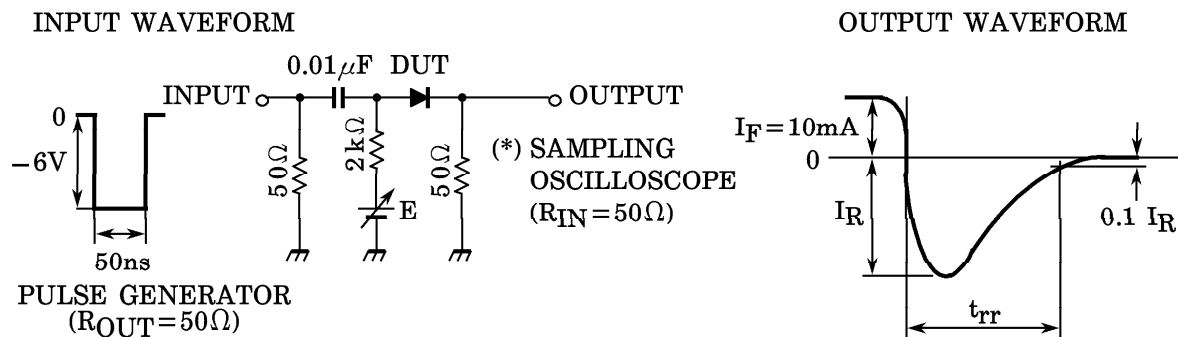 INPUT WAVEFORM
0
−6V
50ns
PULSE GENERATOR
(ROUT=50Ω)
0.01μF DUT
INPUT
OUTPUT
50Ω
2kΩ
E
50Ω
(*) SAMPLING
OSCILLOSCOPE
(RIN=50Ω)
OUTPUT WAVEFORM
IF=10mA
0
IR
0.1 IR
trr